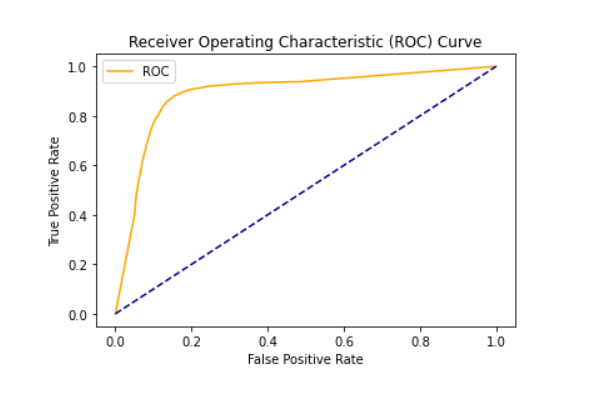 Receiver Operating Characteristic (ROC) Curve
ROC
True Positive Rate
1.0
0.8
0.6
0.4
0.2
0.0
0.0 0.2 0.4 0.6 0.8 1.0
False Positive Rate